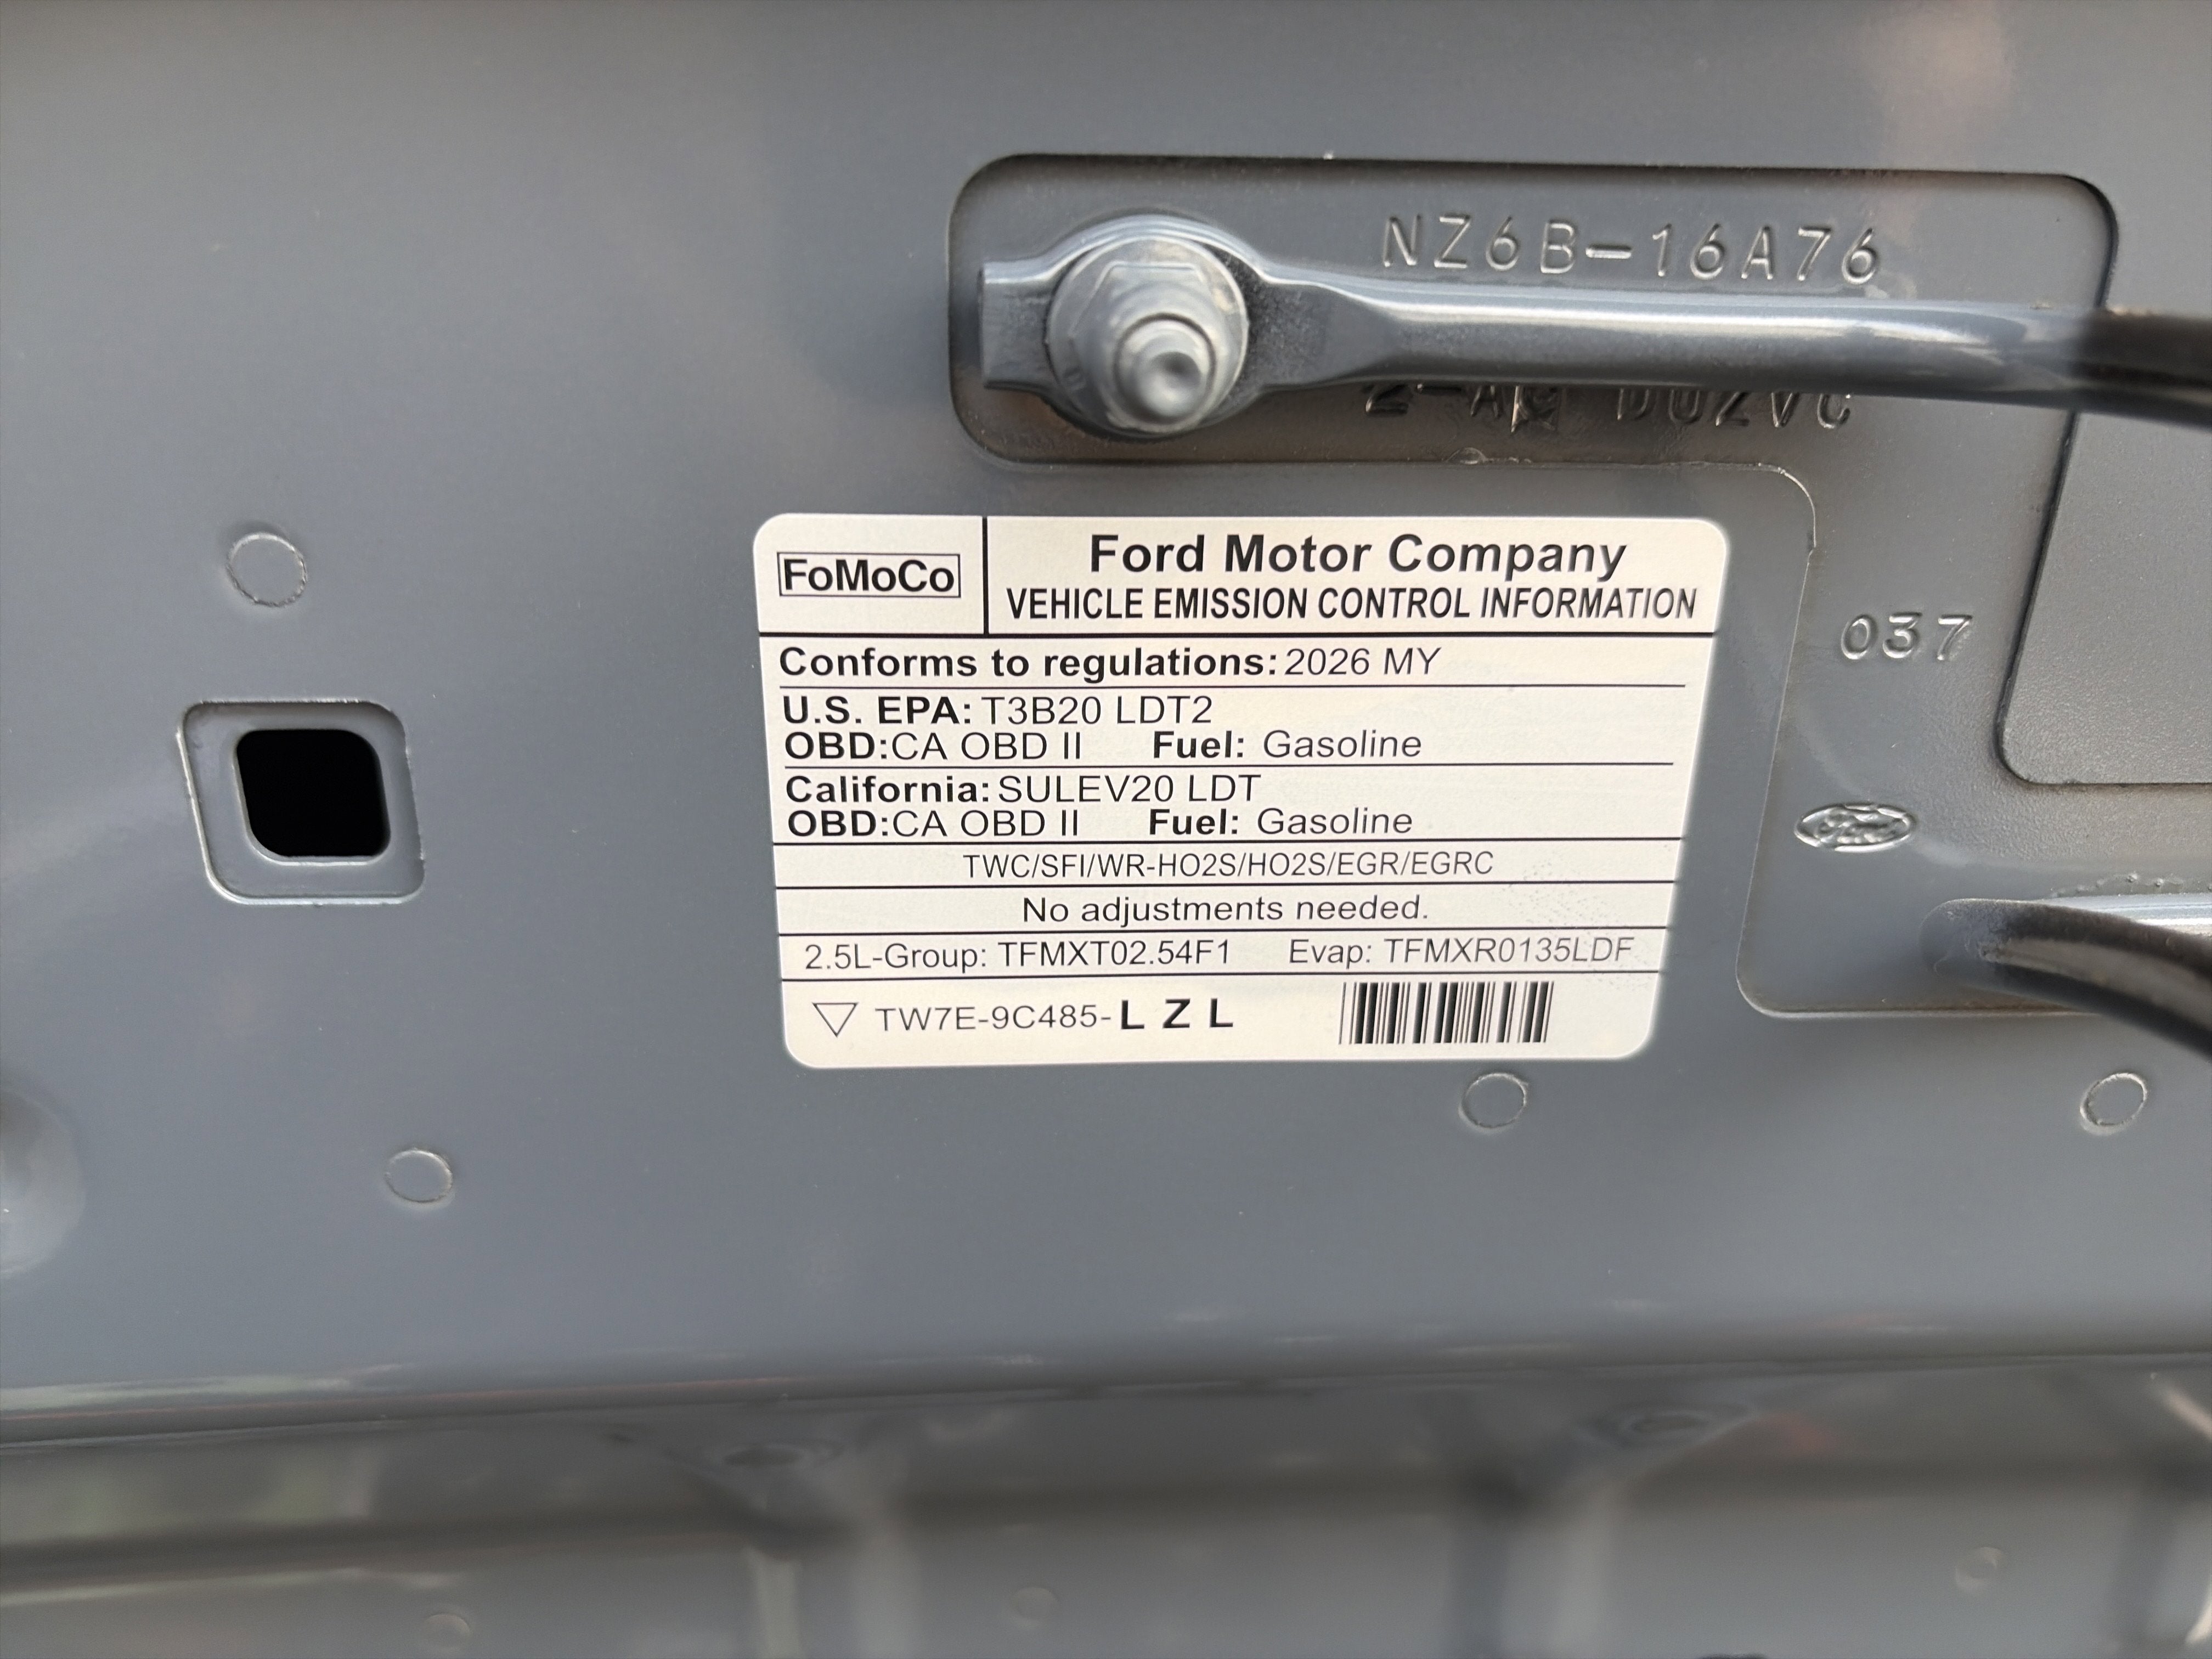 NZ6B-16A76
FoMoCo
Ford Motor Company
VEHICLE EMISSION CONTROL INFORMATION
Conforms to regulations: 2026 MY
U.S. EPA: T3B20 LDT2
OBD:CA OBD II Fuel: Gasoline
California: SULEV20 LDT
OBD:CA OBD II Fuel: Gasoline
TWC/SFI/WR-HO2S/HO2S/EGR/EGRC
No adjustments needed.
2.5L-Group: TFMXT02.54F1 Evap: TFMXR0135LDF
TW7E-9C485-L Z L
037
Ford